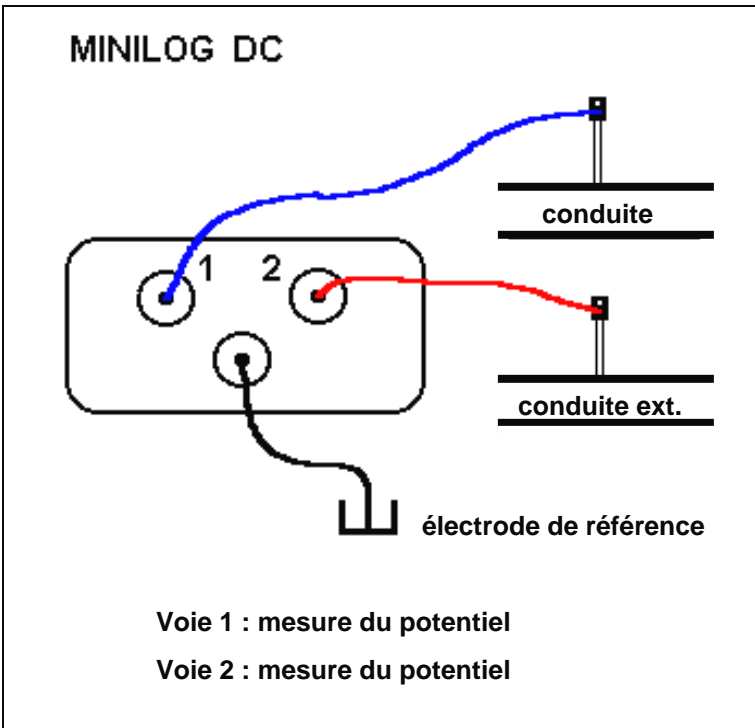 MINILOG DC
conduite
1 2
conduite ext.
électrode de référence
Voie 1 : mesure du potentiel
Voie 2 : mesure du potentiel